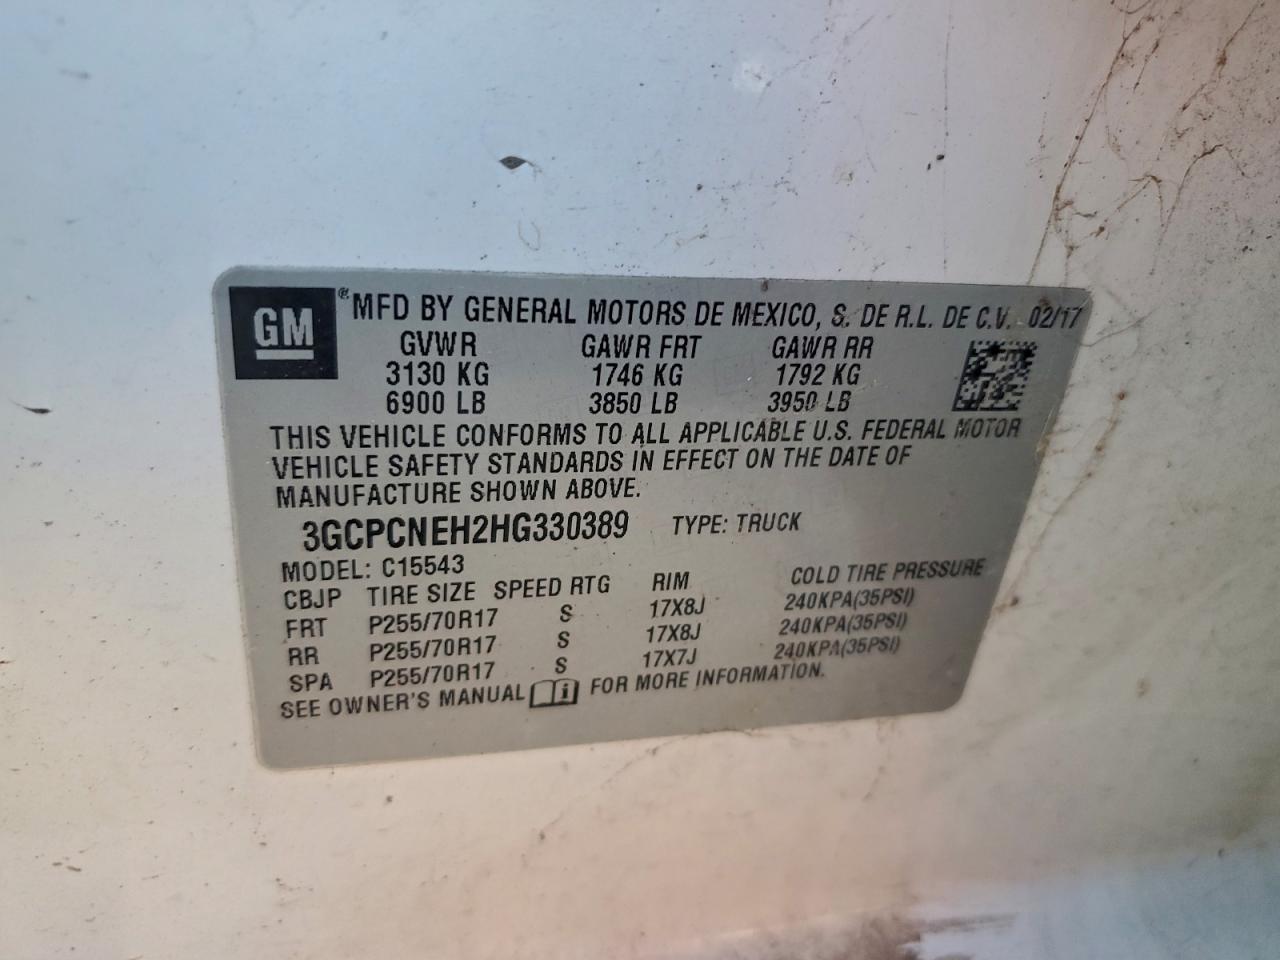 GM ® MFD BY GENERAL MOTORS DE MEXICO, S. DE R.L. DE C.V. 02/17
GVWR GAWR FRT GAWR RR
3130 KG 1746 KG 1792 KG
6900 LB 3850 LB 3950 LB
THIS VEHICLE CONFORMS TO ALL APPLICABLE U.S. FEDERAL MOTOR
VEHICLE SAFETY STANDARDS IN EFFECT ON THE DATE OF
MANUFACTURE SHOWN ABOVE.
3GCPCNEH2HG330389 TYPE: TRUCK
MODEL: C15543
CBJP TIRE SIZE SPEED RTG RIM COLD TIRE PRESSURE
FRT P255/70R17 S 17X8J 240KPA(35PSI)
RR P255/70R17 S 17X8J 240KPA(35PSI)
SPA P255/70R17 S 17X7J 240KPA(35PSI)
SEE OWNER'S MANUAL i FOR MORE INFORMATION.